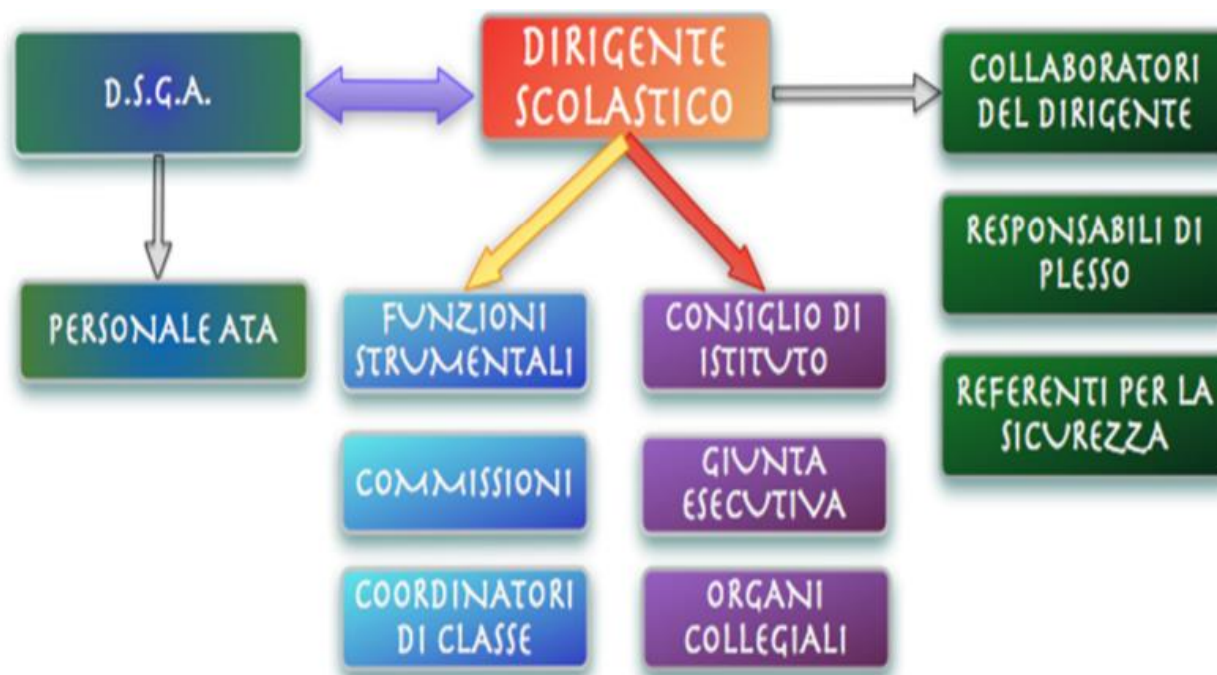 D.S.G.A.
DIRIGENTE
SCOLASTICO
COLLABORATORI
DEL DIRIGENTE
PERSONALE ATA
FUNZIONI
STRUMENTALI
CONSIGLIO DI
ISTITUTO
RESPONSABILI DI
PLESSO
COMMISSIONI
GIUNTA
ESECUTIVA
REFERENTI PER LA
SICUREZZA
COORDINATORI
DI CLASSE
ORGANI
COLLEGIALI